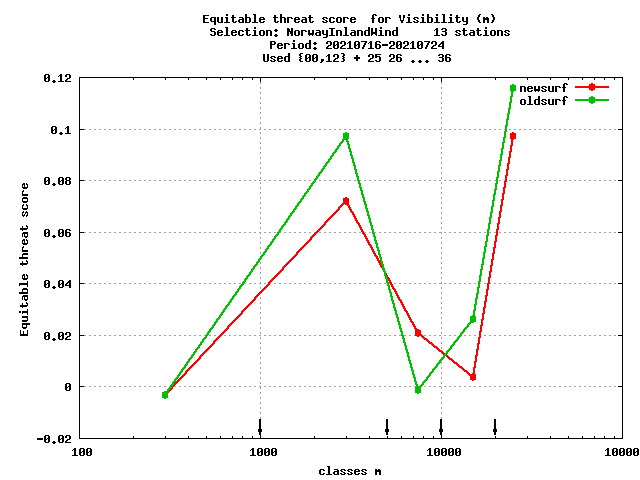 Equitable threat score  for Visibility (m)
Selection: NorwayInlandWind     13 stations
Period: 20210716-20210724
Used {00,12} + 25 26 ... 36
newsurf
oldsurf
0.12
0.1
0.08
0.06
0.04
0.02
0
-0.02
Equitable threat score
100
1000
10000
10000
classes m